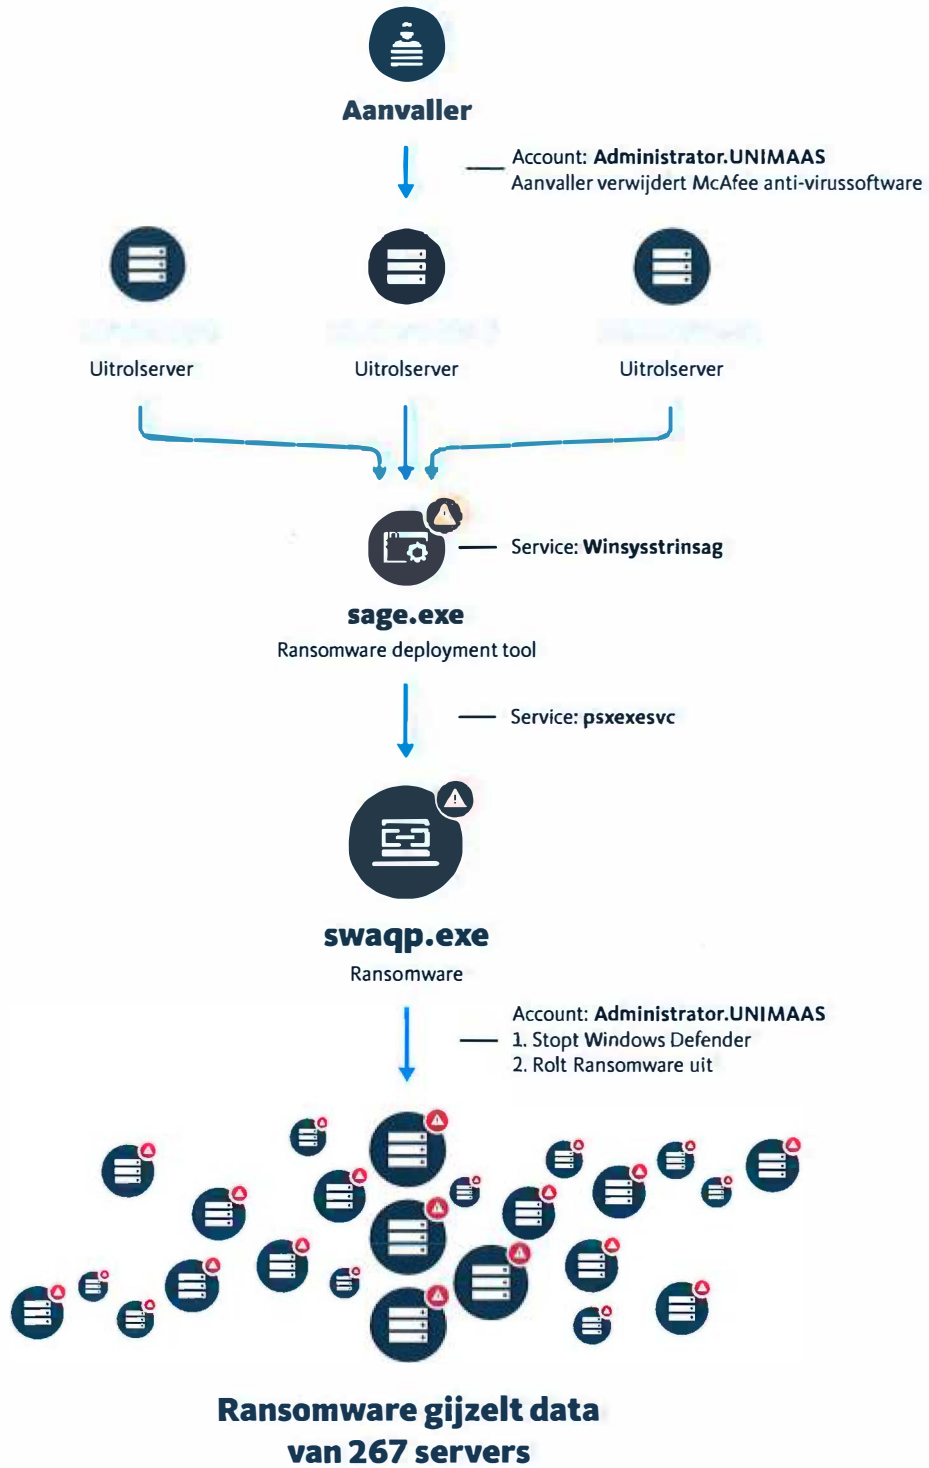 Aanvaller
Account: Administrator.UNIMAAS
Aanvaller verwijdert McAfee anti-virussoftware
Uitrolserver
Uitrolserver
Uitrolserver
Service: Winsysstrinsag
sage.exe
Ransomware deployment tool
Service: psxexesvc
swaqp.exe
Ransomware
Account: Administrator.UNIMAAS
1. Stopt Windows Defender
2. Rolt Ransomware uit
Ransomware gijzelt data
van 267 servers